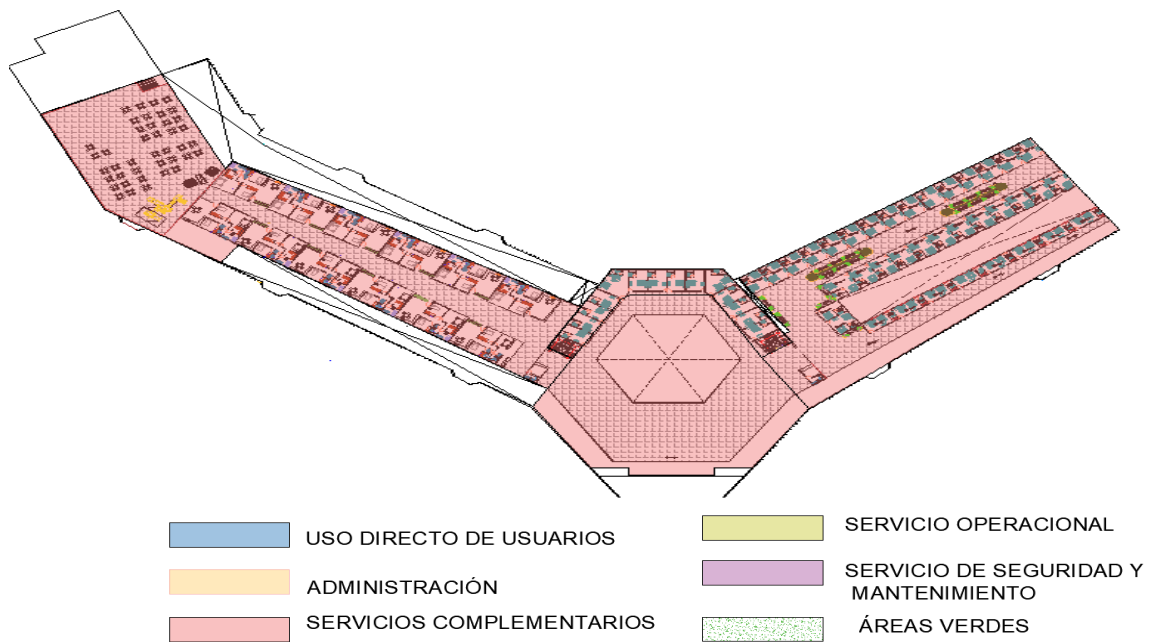 USO DIRECTO DE USUARIOS
ADMINISTRACIÓN
SERVICIOS COMPLEMENTARIOS
SERVICIO OPERACIONAL
SERVICIO DE SEGURIDAD Y
MANTENIMIENTO
ÁREAS VERDES